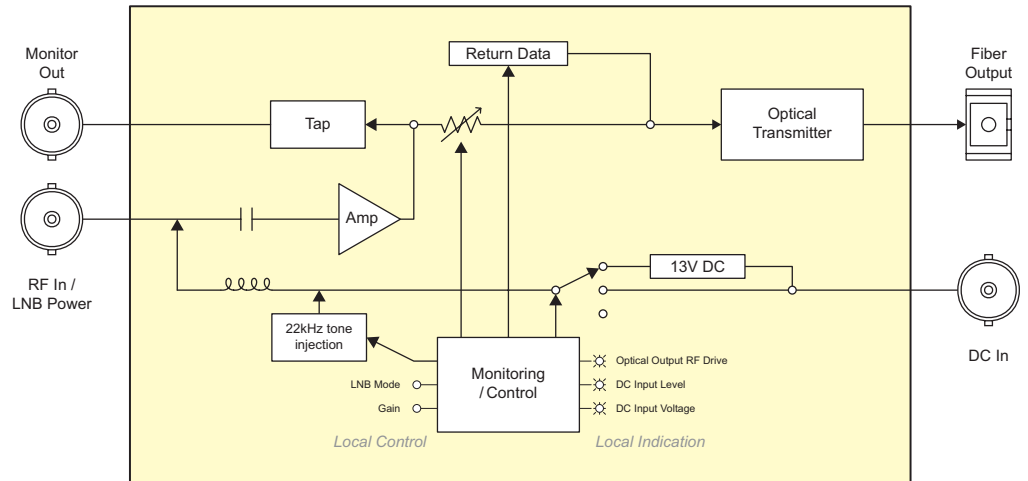 Monitor
Out
Return Data
Fiber
Output
Tap
Optical
Transmitter
Amp
RF In /
LNB Power
13V DC
22kHz tone
injection
DC In
Monitoring
/ Control
LNB Mode
Gain
Optical Output RF Drive
DC Input Level
DC Input Voltage
Local Control
Local Indication